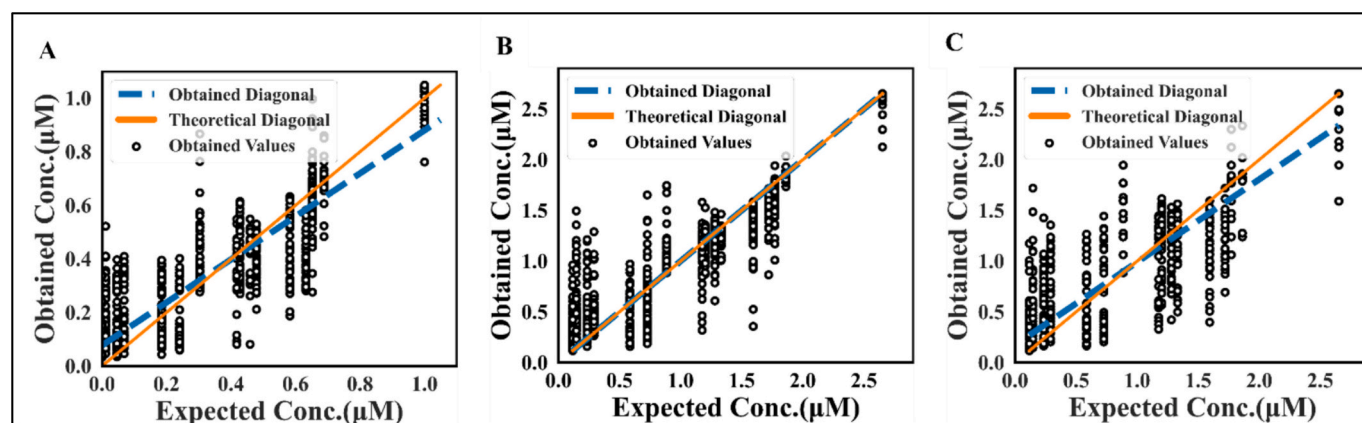 A
Obtained Diagonal
Theoretical Diagonal
Obtained Values
Obtained Conc.(μM)
1.0
0.8
0.6
0.4
0.2
0.0
0.0 0.2 0.4 0.6 0.8 1.0
Expected Conc.(μM)
B
Obtained Diagonal
Theoretical Diagonal
Obtained Values
Obtained Conc.(μM)
2.5
2.0
1.5
1.0
0.5
0.0
0.0 0.5 1.0 1.5 2.0 2.5
Expected Conc.(μM)
C
Obtained Diagonal
Theoretical Diagonal
Obtained Values
Obtained Conc.(μM)
2.5
2.0
1.5
1.0
0.5
0.0
0.0 0.5 1.0 1.5 2.0 2.5
Expected Conc.(μM)